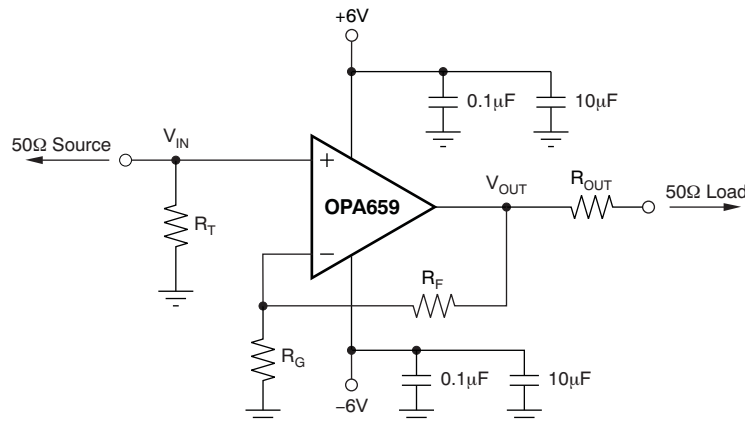 +6V
0.1μF
10μF
50Ω Source
V_IN
+
OPA659
−
V_OUT
R_OUT
50Ω Load
R_T
R_F
R_G
0.1μF
10μF
−6V